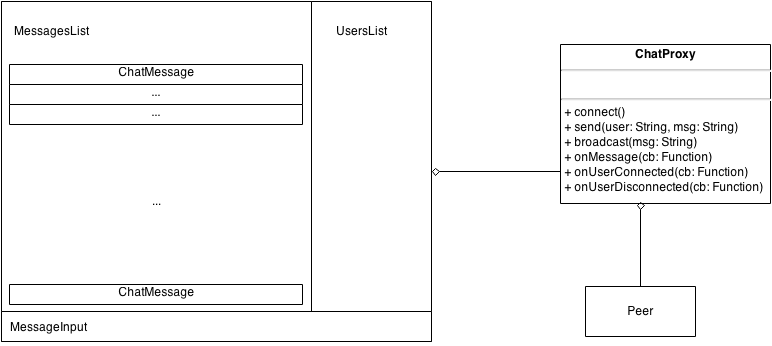 MessagesList
UsersList
ChatMessage
...
...
...
ChatMessage
MessageInput
ChatProxy
+ connect()
+ send(user: String, msg: String)
+ broadcast(msg: String)
+ onMessage(cb: Function)
+ onUserConnected(cb: Function)
+ onUserDisconnected(cb: Function)
Peer